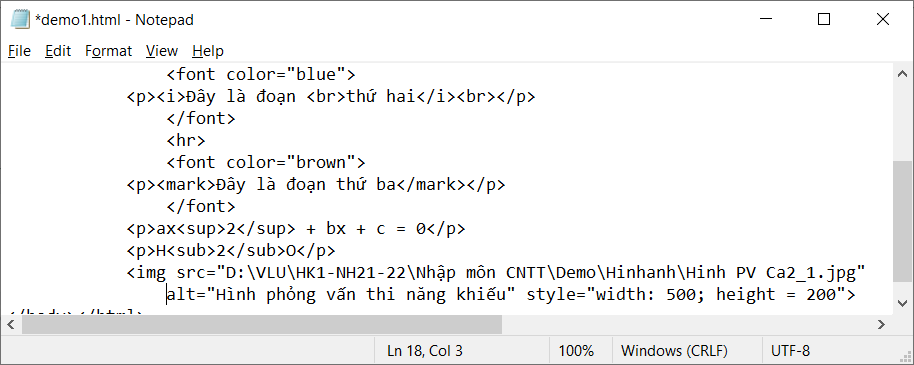 *demo1.html - Notepad
File Edit Format View Help
<font color="blue">
<p><i>Đây là đoạn <br>thứ hai</i><br></p>
</font>
<hr>
<font color="brown">
<p><mark>Đây là đoạn thứ ba</mark></p>
</font>
<p>ax<sup>2</sup> + bx + c = 0</p>
<p>H<sub>2</sub>O</p>
<img src="D:\VLU\HK1-NH21-22\Nhập môn CNTT\Demo\Hinhanh\Hinh PV Ca2_1.jpg"
alt="Hình phỏng vấn thi năng khiếu" style="width: 500; height = 200">
</body></html>
Ln 18, Col 3 100% Windows (CRLF) UTF-8